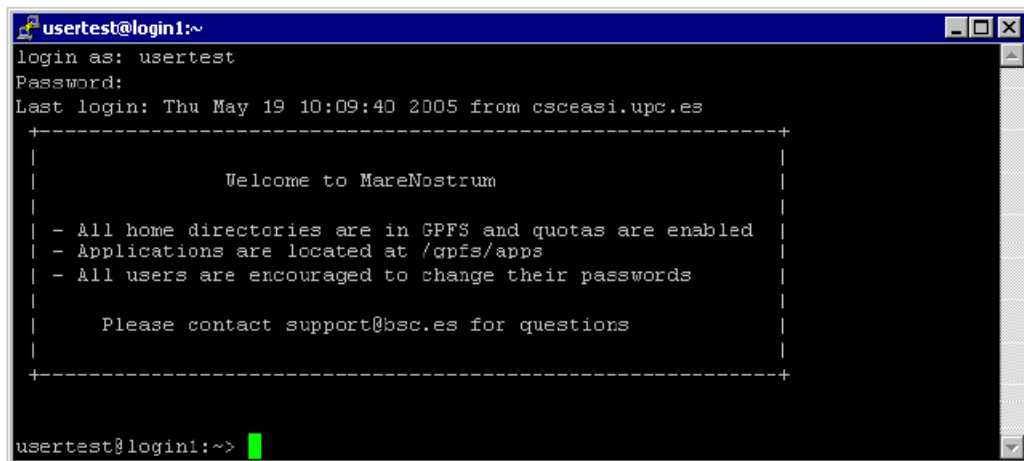 usertest@login1:~
login as: usertest
Password:
Last login: Thu May 19 10:09:40 2005 from csceasi.upc.es
Welcome to MareNostrum
- All home directories are in GPFS and quotas are enabled
- Applications are located at /gpfs/apps
- All users are encouraged to change their passwords
Please contact support@bsc.es for questions
usertest@login1:~>